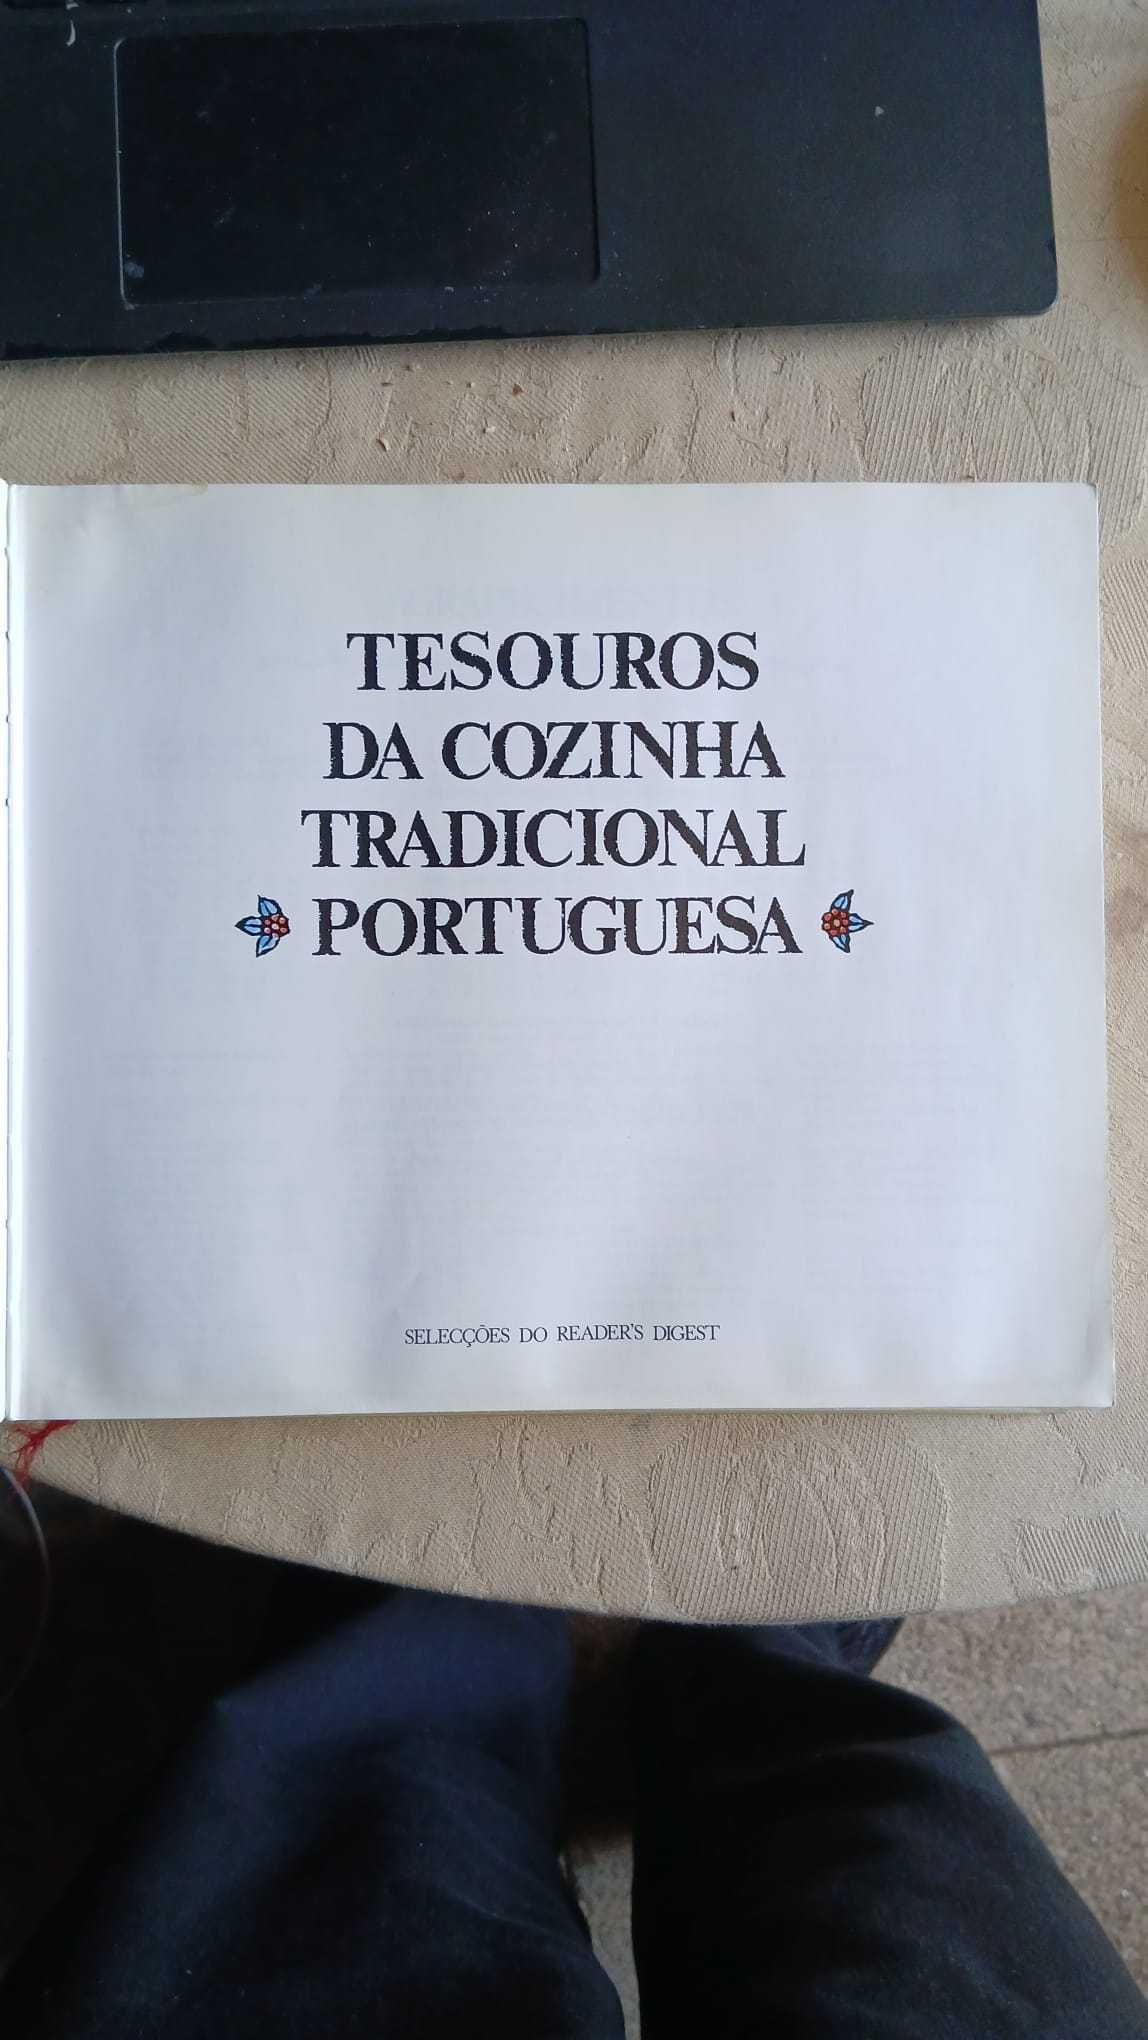 TESOUROS
DA COZINHA
TRADICIONAL
PORTUGUESA
SELECÇÕES DO READER'S DIGEST